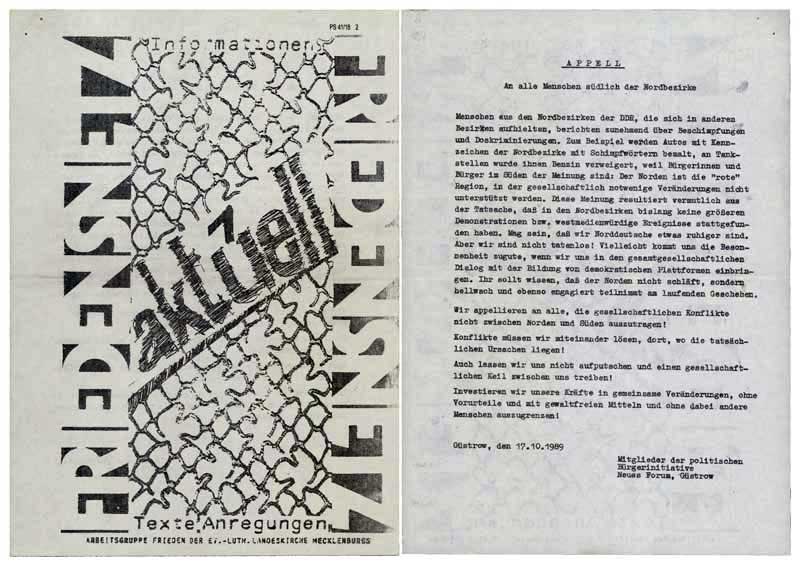 PS 41/18 2
Informationen
FRIEDENSNETZ
FRIEDENSNETZ
aktuell
Texte, Anregungen
ARBEITSGRUPPE FRIEDEN DER EV.-LUTH. LANDESKIRCHE MECKLENBURGS
APPELL
An alle Menschen südlich der Nordbezirke
Menschen aus den Nordbezirken der DDR, die sich in anderen
Bezirken aufhielten, berichten zunehmend über Beschimpfungen
und Deskriminierungen. Zum Beispiel werden Autos mit Kenn-
zeichen der Nordbezirke mit Schimpfwörtern bemalt, an Tank-
stellen wurde ihnen Benzin verweigert, weil Bürgerinnen und
Bürger im Süden der Meinung sind: Der Norden ist die "rote"
Region, in der gesellschaftlich notwenige Veränderungen nicht
unterstützt werden. Diese Meinung resultiert vermutlich aus
der Tatsache, daß in den Nordbezirken bislang keine größeren
Demonstrationen bzw. westmedienwürdige Ereignisse stattgefun-
den haben. Mag sein, daß wir Norddeutsche etwas ruhiger sind.
Aber wir sind nicht tatenlos! Vielleicht kommt uns die Beson-
nenheit zugute, wenn wir uns in den gesamtgesellschaftlichen
Dialog mit der Bildung von demokratischen Plattformen einbrin-
gen. Ihr sollt wissen, daß der Norden nicht schläft, sondern
hellwach und ebenso engagiert teilnimmt am laufenden Geschehen.
Wir appellieren an alle, die gesellschaftlichen Konflikte
nicht zwischen Norden und Süden auszutragen!
Konflikte müssen wir miteinander lösen, dort, wo die tatsäch-
lichen Ursachen liegen!
Auch lassen wir uns nicht aufputschen und einen gesellschaft-
lichen Keil zwischen uns treiben!
Investieren wir unsere Kräfte in gemeinsame Veränderungen, ohne
Vorurteile und mit gewaltfreien Mitteln und ohne dabei andere
Menschen auszugrenzen!
Güstrow, den 17.10.1989
Mitglieder der politischen
Bürgerinitiative
Neues Forum, Güstrow